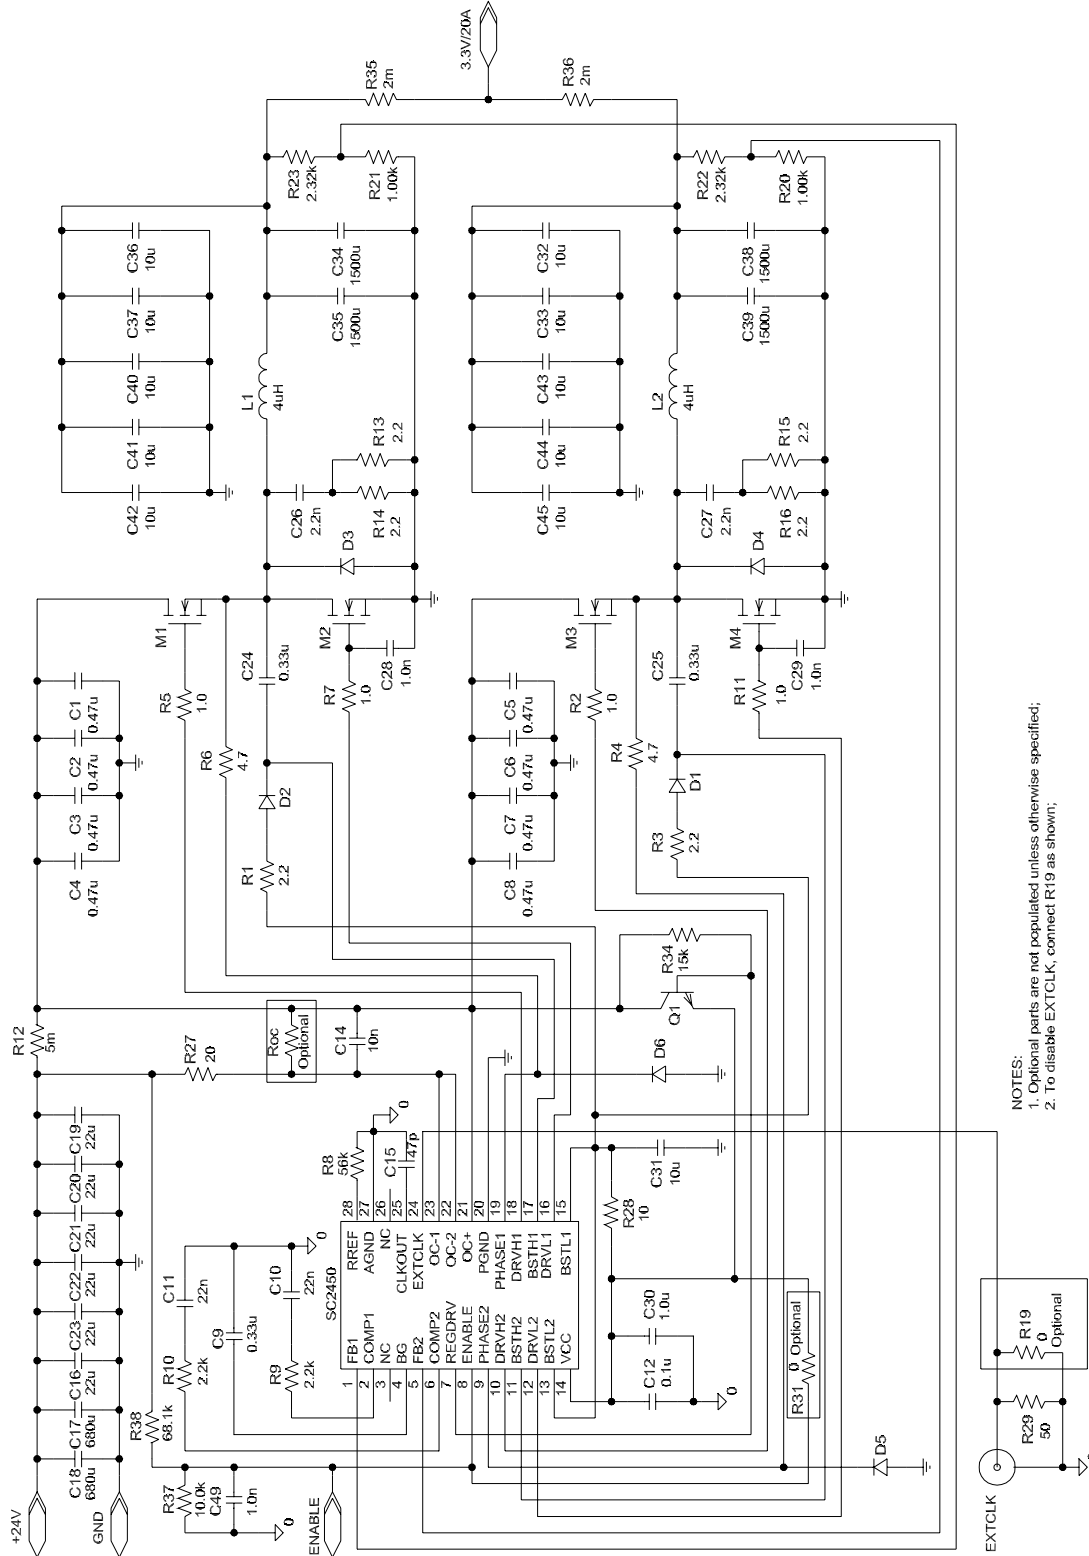 +24V
GND
C18
680u
C17
680u
C16
22u
C23
22u
C22
22u
C21
22u
C20
22u
C19
22u
R12
5m
C4
0.47u
C3
0.47u
C2
0.47u
C1
0.47u
R38
68.1k
R27
20
R37
10.0k
C49
1.0n
ENABLE
R10
2.2k
C11
22n
C9
0.33u
R9
2.2k
C10
22n
0
0
R8
56k
C15
47p
0
Roc
Optional
C14
10n
SC2450
1 FB1
2 COMP1
3 NC
4 BG
5 FB2
6 COMP2
7 REGDRV
8 ENABLE
9 PHASE2
10 DRVH2
11 BSTH2
12 DRVL2
13 BSTL2
14 VCC
28 RREF
27 AGND
26 NC
25 CLKOUT
24 EXTCLK
23 OC-1
22 OC-2
21 OC+
20 PGND
19 PHASE1
18 DRVH1
17 BSTH1
16 DRVL1
15 BSTL1
R5
1.0
M1
R6
4.7
R1
2.2
D2
C24
0.33u
R7
1.0
M2
C28
1.0n
D3
C26
2.2n
R14
2.2
R13
2.2
L1
4uH
C42
10u
C41
10u
C40
10u
C37
10u
C36
10u
C35
1500u
C34
1500u
R23
2.32k
R21
1.00k
R35
2m
3.3V/20A
R36
2m
C8
0.47u
C7
0.47u
C6
0.47u
C5
0.47u
R2
1.0
M3
R4
4.7
R3
2.2
D1
C25
0.33u
R11
1.0
M4
C29
1.0n
D4
C27
2.2n
R16
2.2
R15
2.2
L2
4uH
C45
10u
C44
10u
C43
10u
C33
10u
C32
10u
C39
1500u
C38
1500u
R22
2.32k
R20
1.00k
R34
15k
Q1
D6
R28
10
C31
10u
C12
0.1u
C30
1.0u
0
R31
0 Optional
D5
EXTCLK
R29
50
R19
0
Optional
0
NOTES:
1. Optional parts are not populated unless otherwise specified;
2. To disable EXTCLK, connect R19 as shown;